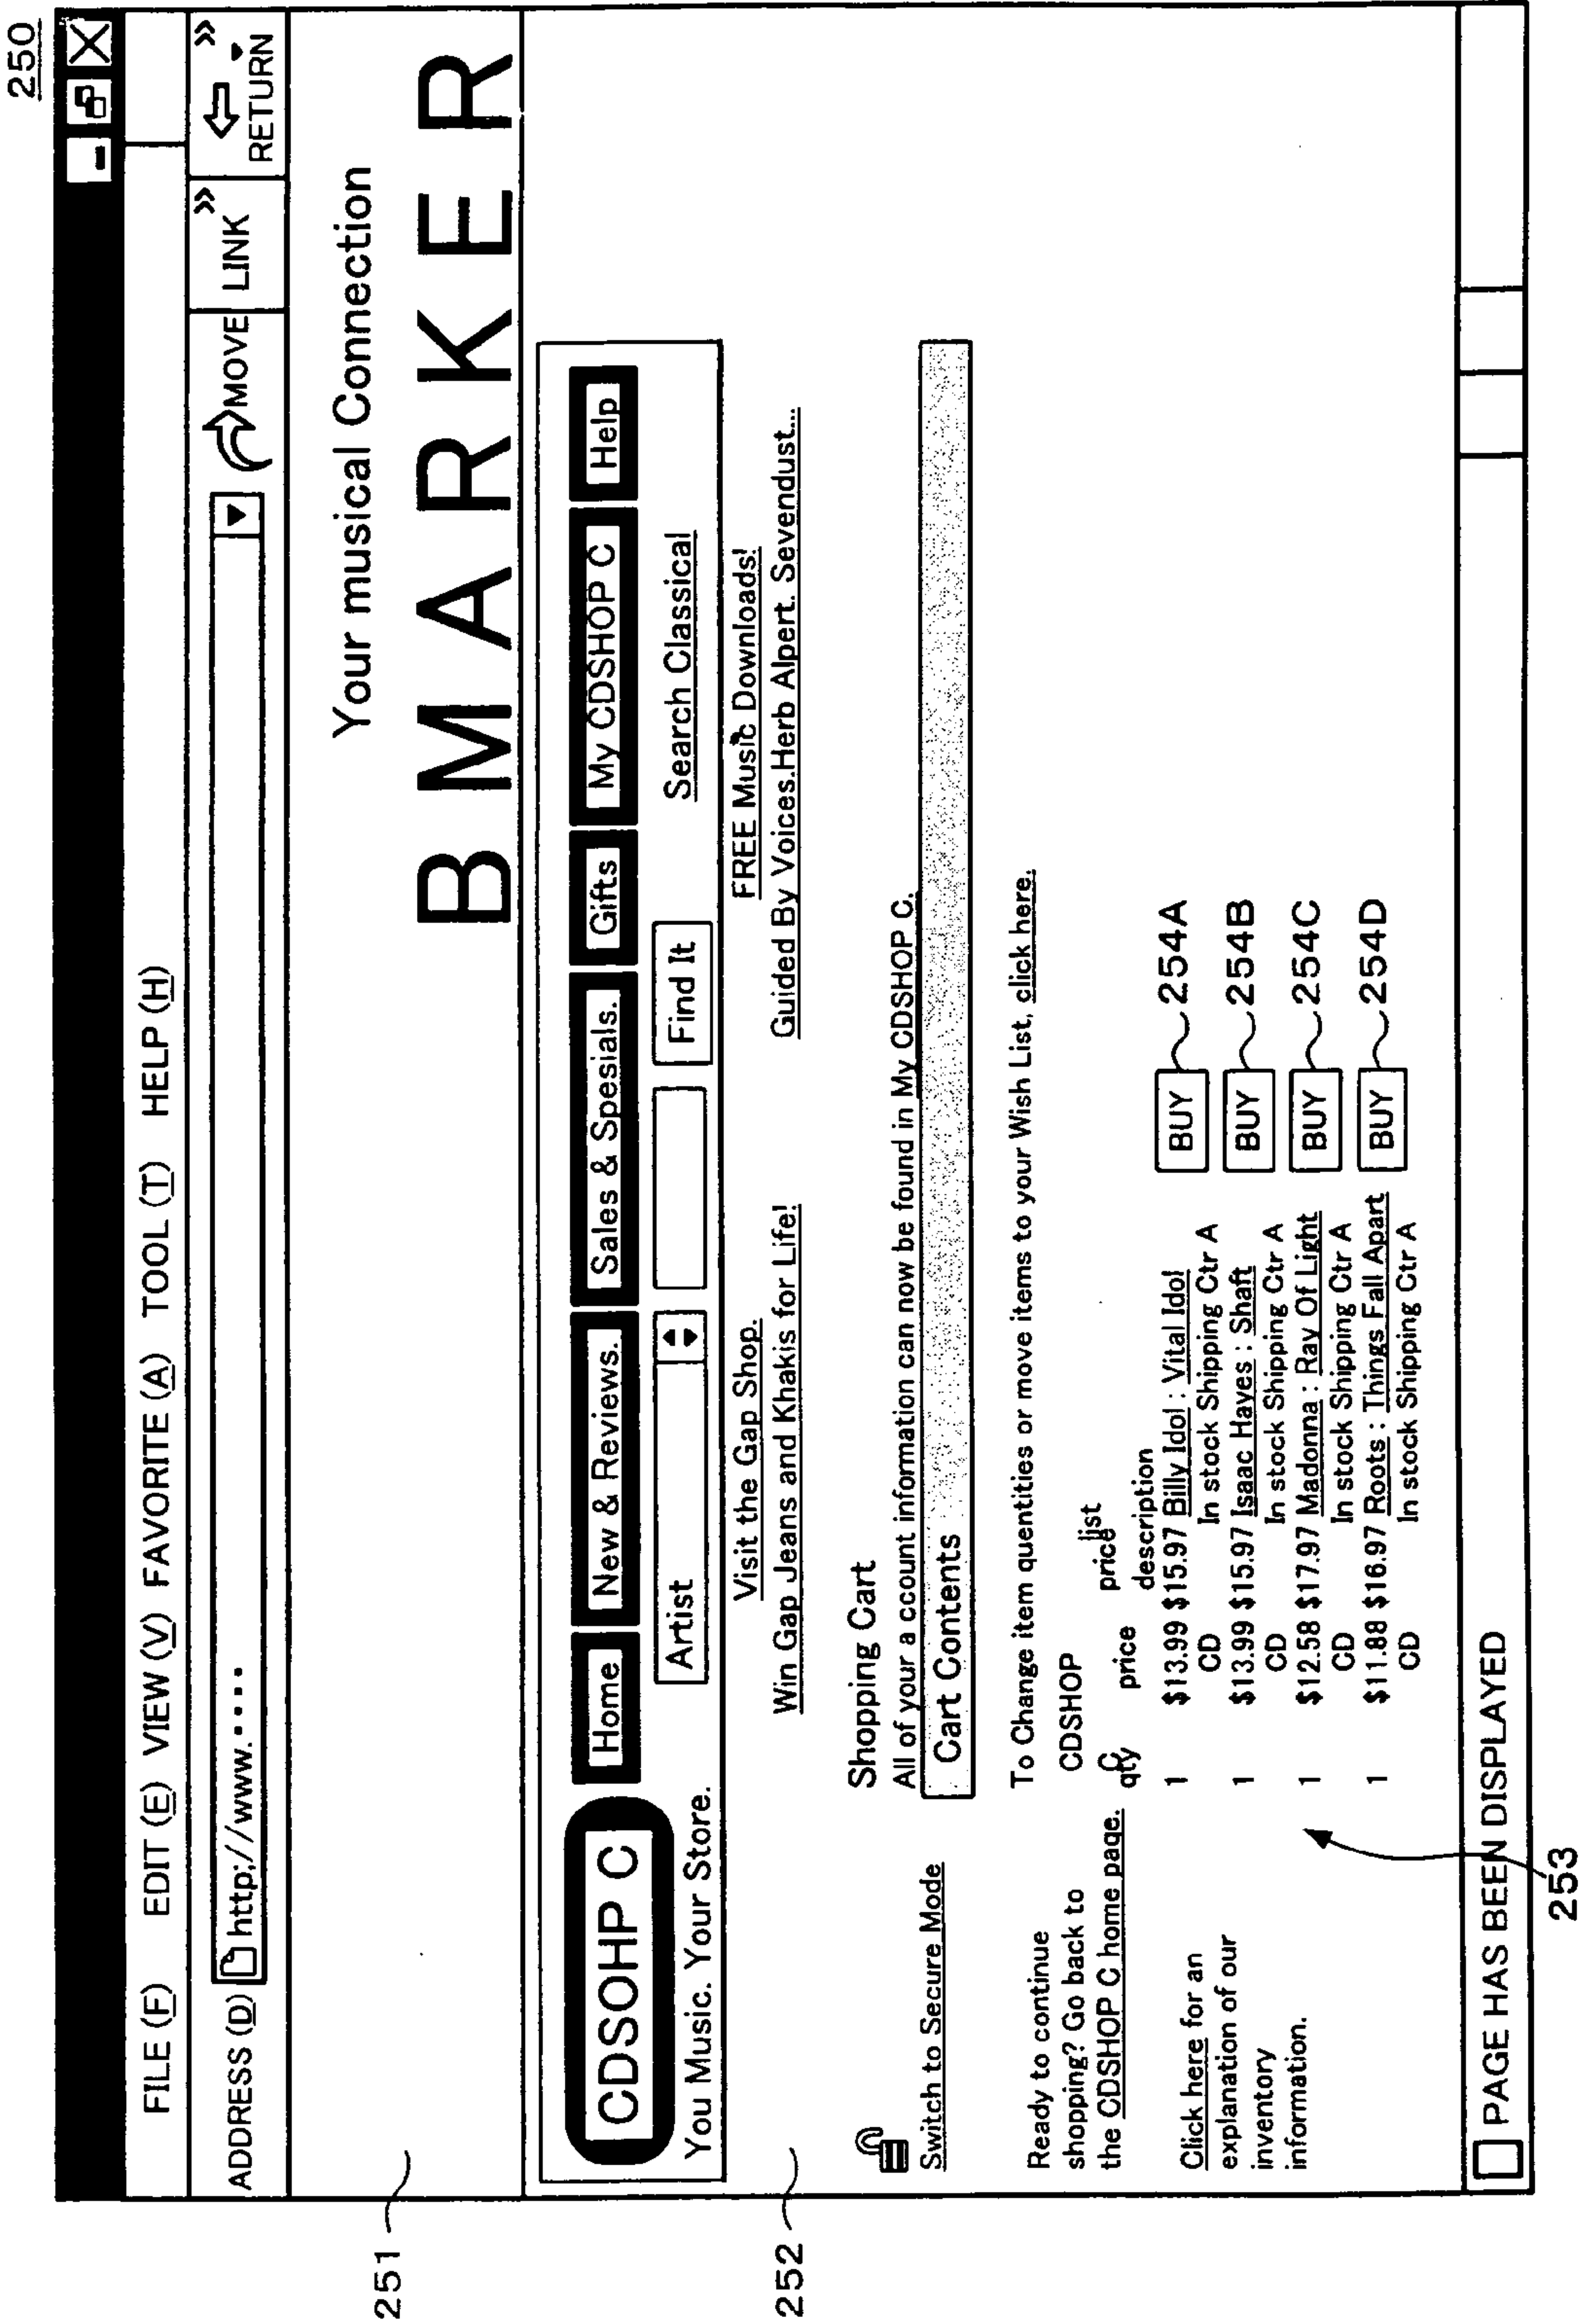 250
FILE (F) EDIT (E) VIEW (V) FAVORITE (A) TOOL (T) HELP (H)
ADDRESS (D) http;//www.‥‥ MOVE LINK » RETURN »
251
Your musical Connection
B MARKER
CDSOHP C
Home New & Reviews. Sales & Spesials. Gifts My CDSHOP C Help
You Music. Your Store.
Artist Find It Search Classical
252
Visit the Gap Shop. FREE Music Downloads!
Win Gap Jeans and Khakis for Life! Guided By Voices.Herb Alpert. Sevendust...
Shopping Cart
All of your a ccount information can now be found in My CDSHOP C.
Switch to Secure Mode
Cart Contents
Ready to continue
shopping? Go back to
the CDSHOP C home paqe.
To Change item quentities or move items to your Wish List, click here.
CDSHOP
C
qty price price list
description
Click here for an
explanation of our
inventory
information.
1 $13.99 $15.97 Billy Idol : Vital Idol BUY 254A
CD In stock Shipping Ctr A
1 $13.99 $15.97 Isaac Hayes : Shaft BUY 254B
CD In stock Shipping Ctr A
1 $12.58 $17.97 Madonna : Ray Of Light BUY 254C
CD In stock Shipping Ctr A
1 $11.88 $16.97 Roots : Things Fall Apart BUY 254D
CD In stock Shipping Ctr A
PAGE HAS BEEN DISPLAYED
253